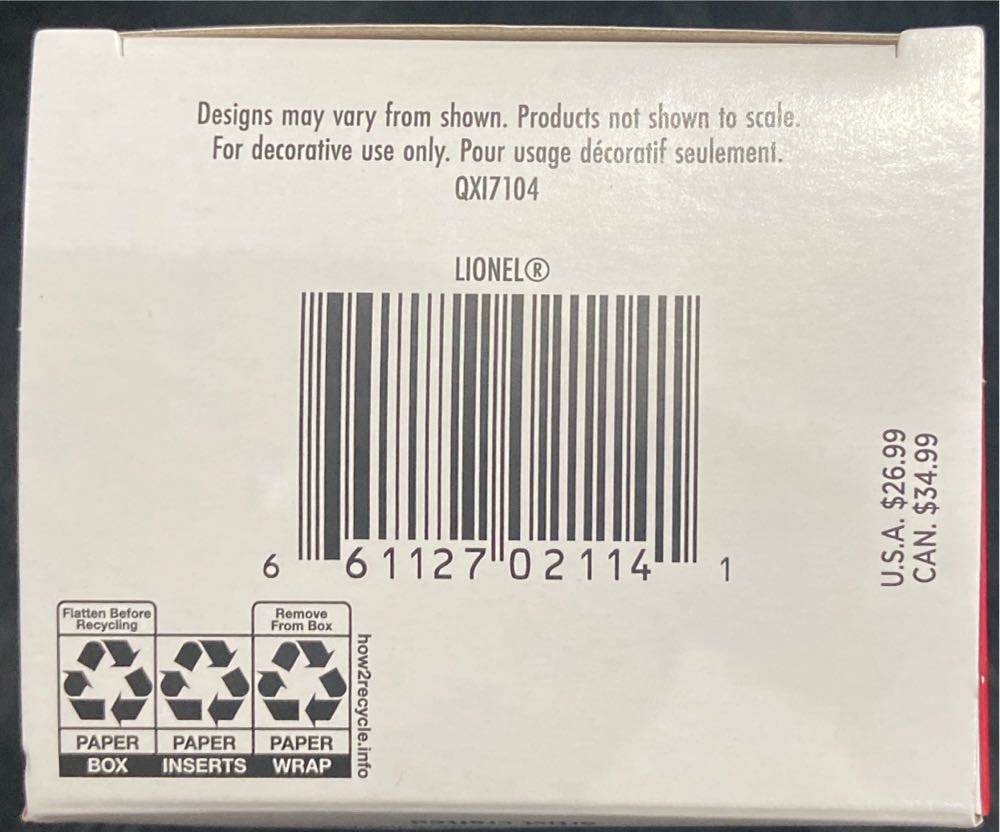 Designs may vary from shown. Products not shown to scale.
For decorative use only. Pour usage décoratif seulement.
QXI7104
LIONEL®
6 61127 02114 1
U.S.A. $26.99
CAN. $34.99
Flatten Before
Recycling
Remove
From Box
PAPER PAPER PAPER
BOX INSERTS WRAP
how2recycle.info